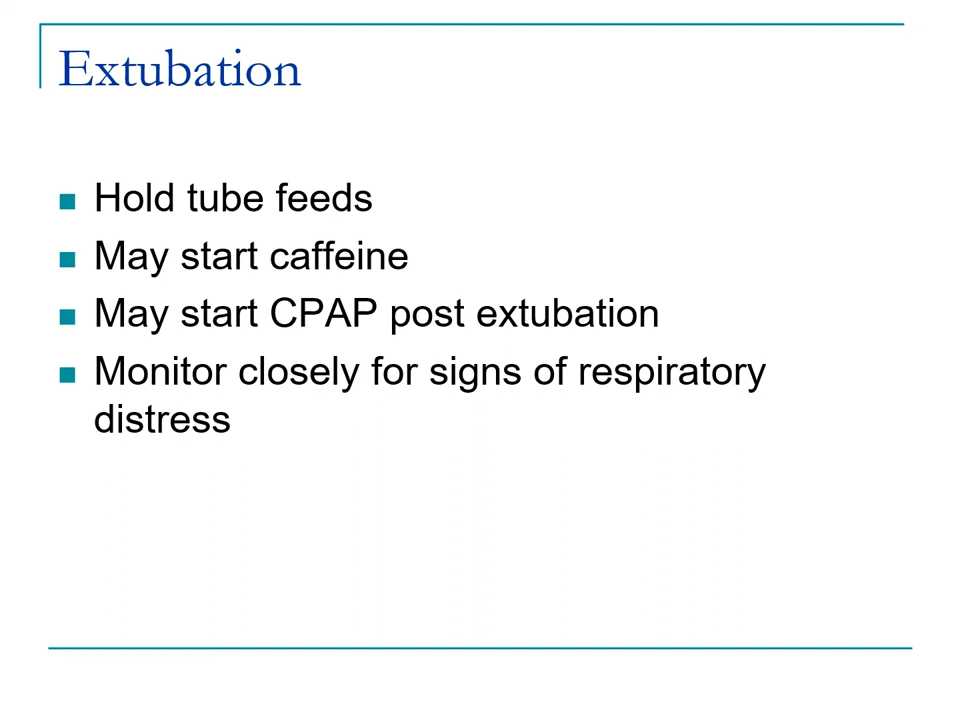 Extubation
Hold tube feeds
May start caffeine
May start CPAP post extubation
Monitor closely for signs of respiratory
distress